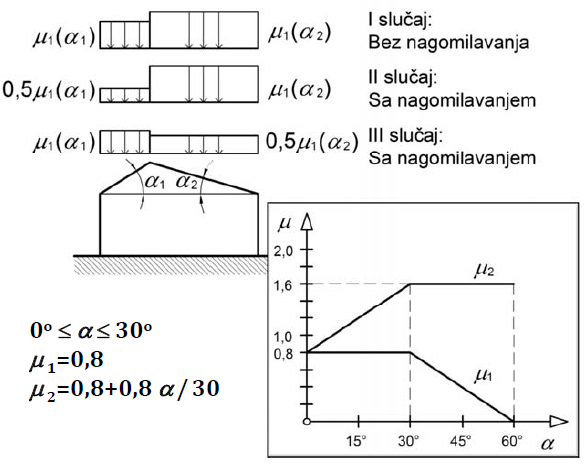 μ₁(α₁) μ₁(α₂) I slučaj:
Bez nagomilavanja
0,5μ₁(α₁) μ₁(α₂) II slučaj:
Sa nagomilavanjem
μ₁(α₁) 0,5μ₁(α₂) III slučaj:
Sa nagomilavanjem
α₁ α₂
μ
2,0
1,6
μ₂
1,0
0,8
μ₁
15° 30° 45° 60° α
0° ≤ α ≤ 30°
μ₁=0,8
μ₂=0,8+0,8 α/30